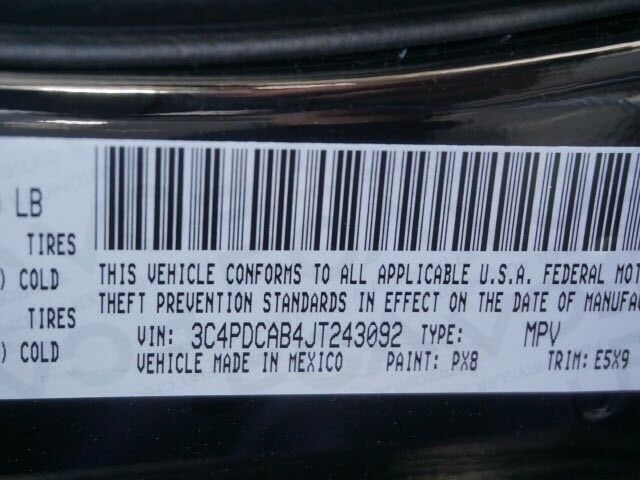 LB
TIRES
) COLD
TIRES
) COLD
THIS VEHICLE CONFORMS TO ALL APPLICABLE U.S.A. FEDERAL MOT
THEFT PREVENTION STANDARDS IN EFFECT ON THE DATE OF MANUFA
VIN: 3C4PDCAB4JT243092 TYPE: MPV
VEHICLE MADE IN MEXICO PAINT: PX8 TRIM: E5X9